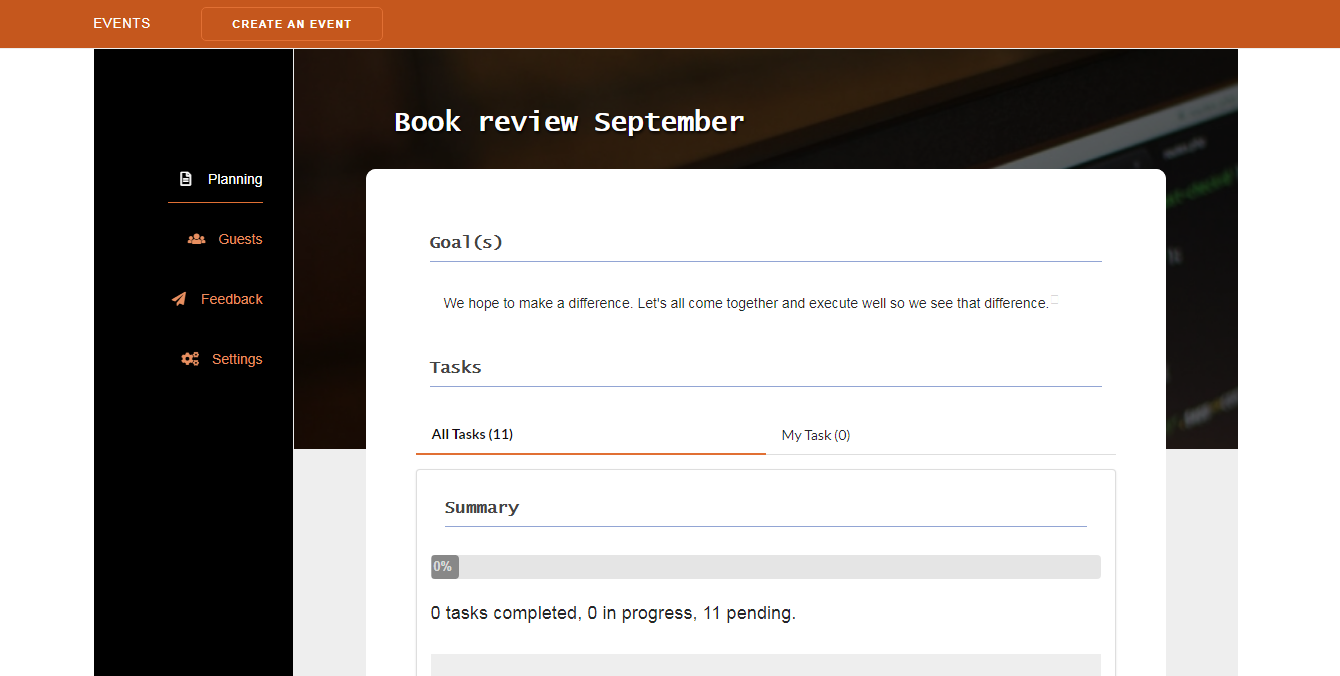 EVENTS
CREATE AN EVENT
Book review September
Planning
Guests
Feedback
Settings
Goal(s)
We hope to make a difference. Let's all come together and execute well so we see that difference.
Tasks
All Tasks (11)
My Task (0)
Summary
0%
0 tasks completed, 0 in progress, 11 pending.